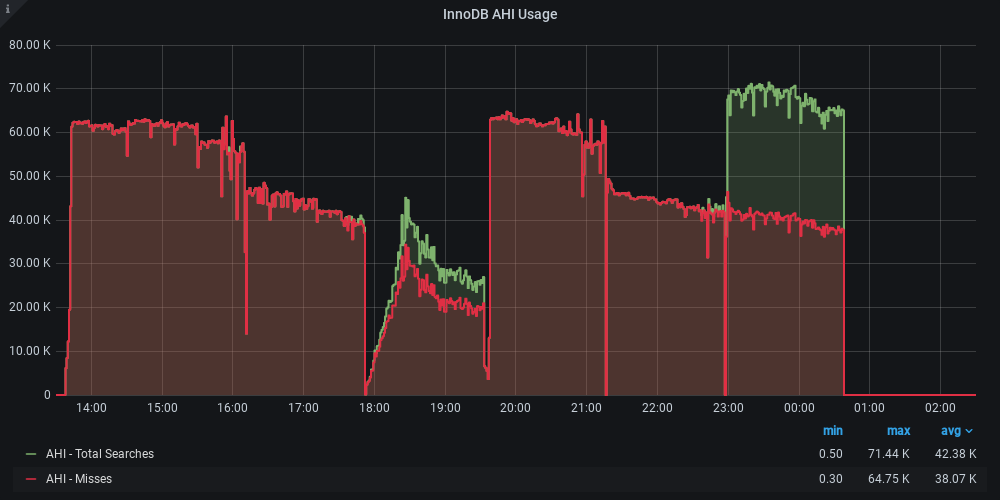 i
InnoDB AHI Usage
80.00 K
70.00 K
60.00 K
50.00 K
40.00 K
30.00 K
20.00 K
10.00 K
0
14:00 15:00 16:00 17:00 18:00 19:00 20:00 21:00 22:00 23:00 00:00 01:00 02:00
min max avg
AHI - Total Searches 0.50 71.44 K 42.38 K
AHI - Misses 0.30 64.75 K 38.07 K